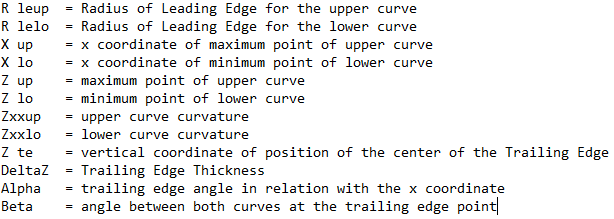 R leup  = Radius of Leading Edge for the upper curve
R lelo  = Radius of Leading Edge for the lower curve
X up    = x coordinate of maximum point of upper curve
X lo    = x coordinate of minimum point of lower curve
Z up    = maximum point of upper curve
Z lo    = minimum point of lower curve
Zxxup   = upper curve curvature
Zxxlo   = lower curve curvature
Z te    = vertical coordinate of position of the center of the Trailing Edge
DeltaZ  = Trailing Edge Thickness
Alpha   = trailing edge angle in relation with the x coordinate
Beta    = angle between both curves at the trailing edge point